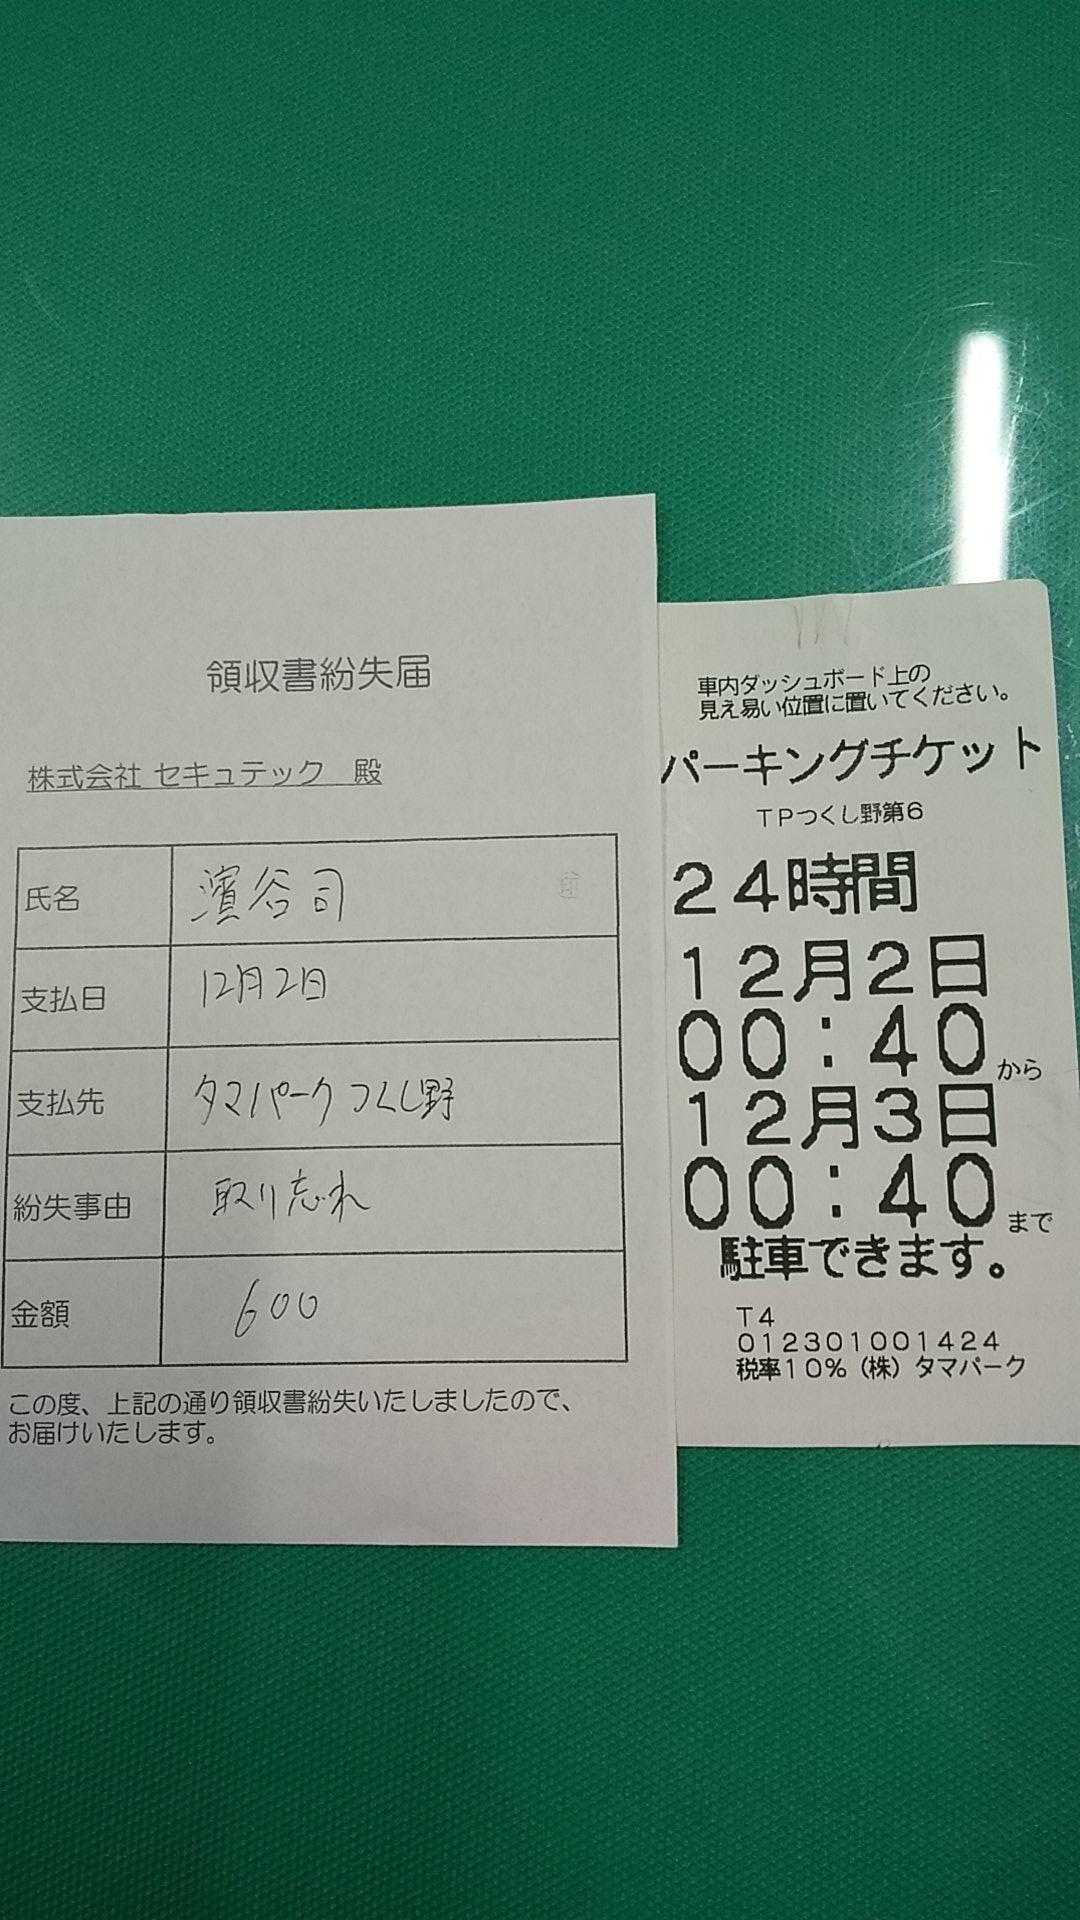 領収書紛失届
株式会社 セキュテック 殿
氏名 濱谷司 印
支払日 12月2日
支払先 タマパークつくし野
紛失事由 取り忘れ
金額 600
この度、上記の通り領収書紛失いたしましたので、
お届けいたします。
車内ダッシュボード上の
見え易い位置に置いてください。
パーキングチケット
TPつくし野第6
24時間
12月2日
00:40から
12月3日
00:40まで
駐車できます。
T4
012301001424
税率10%(株)タマパーク